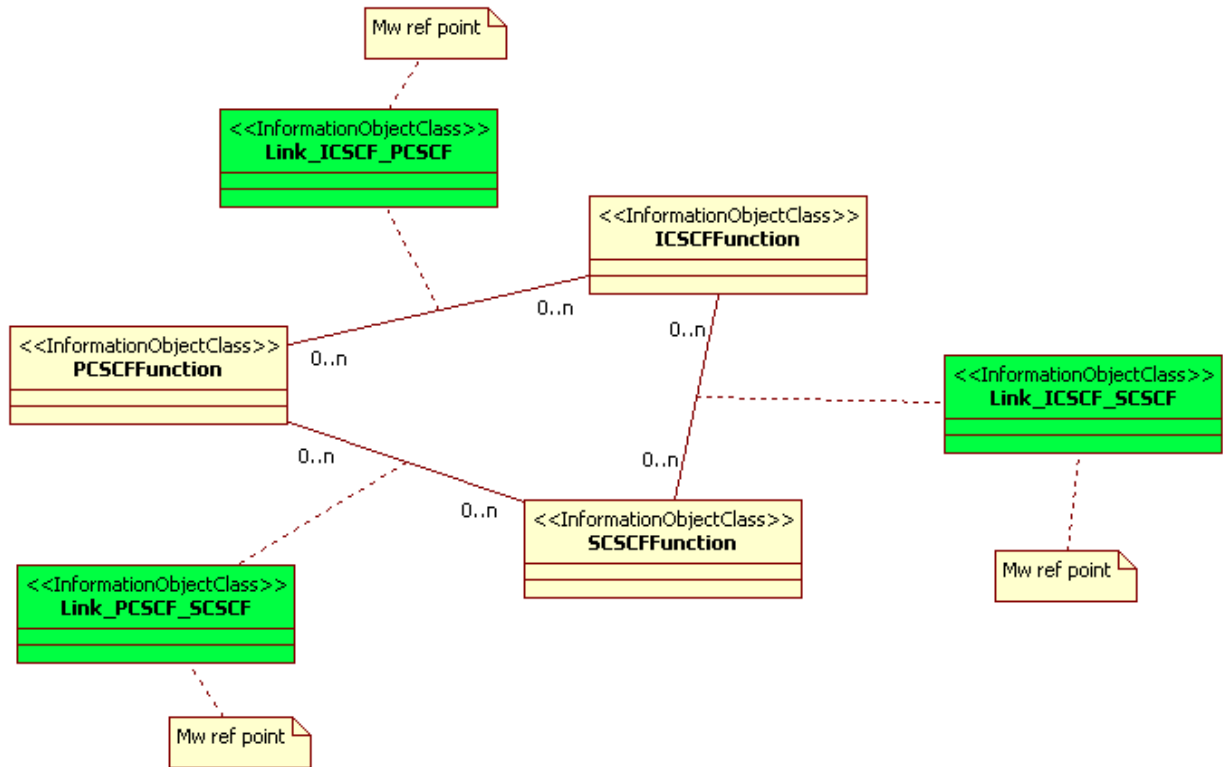 Mw ref point
<<InformationObjectClass>>
Link_ICSCF_PCSCF
<<InformationObjectClass>>
ICSCFFunction
0..n
0..n
<<InformationObjectClass>>
PCSCFFunction
0..n
<<InformationObjectClass>>
Link_ICSCF_SCSCF
0..n
0..n
0..n
<<InformationObjectClass>>
SCSCFFunction
Mw ref point
<<InformationObjectClass>>
Link_PCSCF_SCSCF
Mw ref point